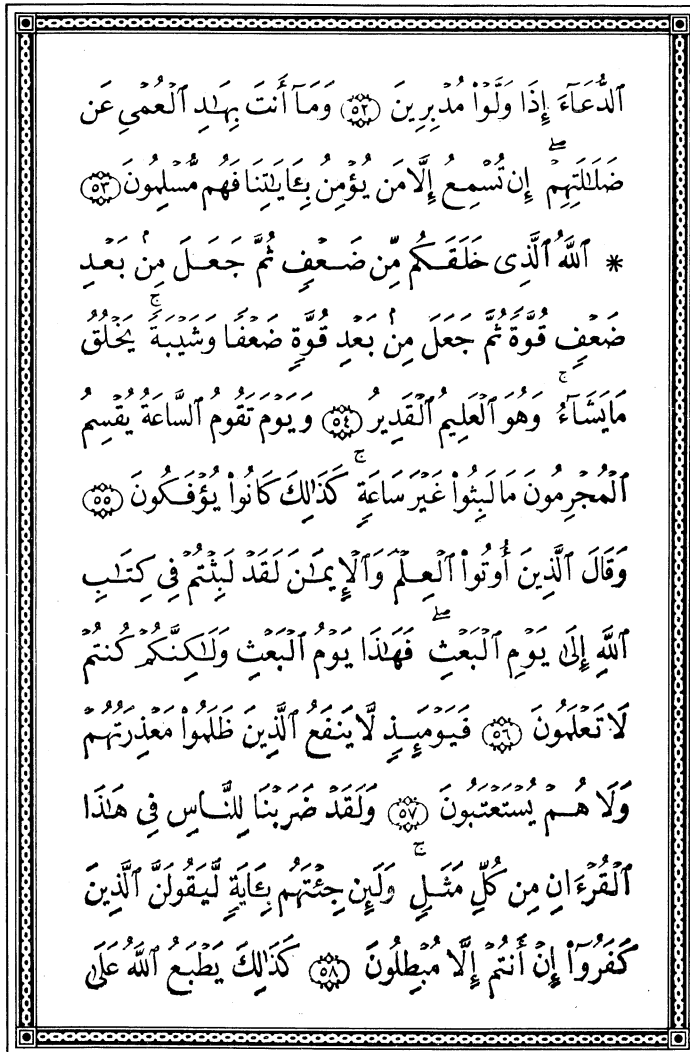 ٱلدُّعَآءَ إِذَا وَلَّوْا۟ مُدْبِرِينَ ﴿٥٢﴾ وَمَآ أَنتَ بِهَـٰدِ ٱلْعُمْىِ عَن
ضَلَـٰلَتِهِمْ ۖ إِن تُسْمِعُ إِلَّا مَن يُؤْمِنُ بِـَٔايَـٰتِنَا فَهُم مُّسْلِمُونَ ﴿٥٣﴾
* ٱللَّهُ ٱلَّذِى خَلَقَكُم مِّن ضَعْفٍ ثُمَّ جَعَلَ مِنۢ بَعْدِ
ضَعْفٍ قُوَّةً ثُمَّ جَعَلَ مِنۢ بَعْدِ قُوَّةٍ ضَعْفًا وَشَيْبَةً ۚ يَخْلُقُ
مَا يَشَآءُ ۚ وَهُوَ ٱلْعَلِيمُ ٱلْقَدِيرُ ﴿٥٤﴾ وَيَوْمَ تَقُومُ ٱلسَّاعَةُ يُقْسِمُ
ٱلْمُجْرِمُونَ مَا لَبِثُوا۟ غَيْرَ سَاعَةٍ ۚ كَذَٰلِكَ كَانُوا۟ يُؤْفَكُونَ ﴿٥٥﴾
وَقَالَ ٱلَّذِينَ أُوتُوا۟ ٱلْعِلْمَ وَٱلْإِيمَـٰنَ لَقَدْ لَبِثْتُمْ فِى كِتَـٰبِ
ٱللَّهِ إِلَىٰ يَوْمِ ٱلْبَعْثِ ۖ فَهَـٰذَا يَوْمُ ٱلْبَعْثِ وَلَـٰكِنَّكُمْ كُنتُمْ
لَا تَعْلَمُونَ ﴿٥٦﴾ فَيَوْمَئِذٍ لَّا يَنفَعُ ٱلَّذِينَ ظَلَمُوا۟ مَعْذِرَتُهُمْ
وَلَا هُمْ يُسْتَعْتَبُونَ ﴿٥٧﴾ وَلَقَدْ ضَرَبْنَا لِلنَّاسِ فِى هَـٰذَا
ٱلْقُرْءَانِ مِن كُلِّ مَثَلٍ ۚ وَلَئِن جِئْتَهُم بِـَٔايَةٍ لَّيَقُولَنَّ ٱلَّذِينَ
كَفَرُوٓا۟ إِنْ أَنتُمْ إِلَّا مُبْطِلُونَ ﴿٥٨﴾ كَذَٰلِكَ يَطْبَعُ ٱللَّهُ عَلَىٰ